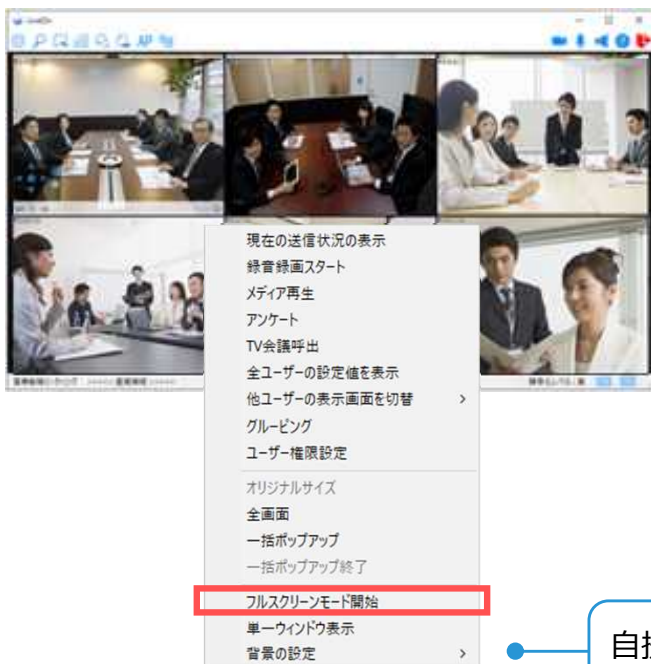 現在の送信状況の表示
録音録画スタート
メディア再生
アンケート
TV会議呼出
全ユーザーの設定値を表示
他ユーザーの表示画面を切替
グルーピング
ユーザー権限設定
オリジナルサイズ
全画面
一括ポップアップ
一括ポップアップ終了
フルスクリーンモード開始
単一ウィンドウ表示
背景の設定